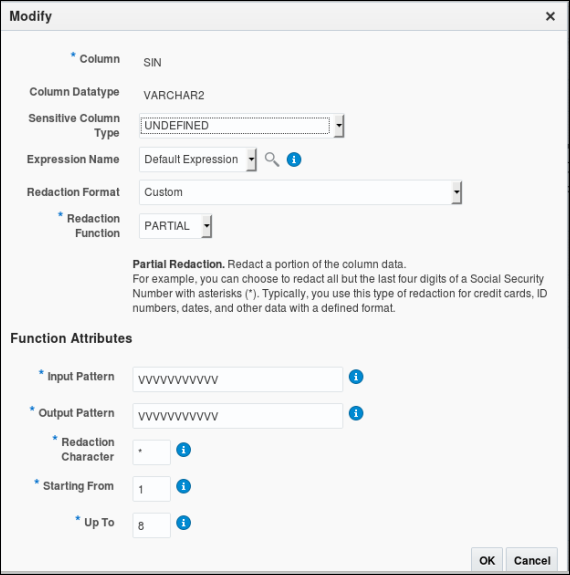 Modify
* Column SIN
Column Datatype VARCHAR2
Sensitive Column
Type
UNDEFINED
Expression Name Default Expression
Redaction Format Custom
* Redaction
Function
PARTIAL
Partial Redaction. Redact a portion of the column data.
For example, you can choose to redact all but the last four digits of a Social Security
Number with asterisks (*). Typically, you use this type of redaction for credit cards, ID
numbers, dates, and other data with a defined format.
Function Attributes
* Input Pattern VVVVVVVVVVV
* Output Pattern VVVVVVVVVVV
* Redaction
Character
*
* Starting From 1
* Up To 8
OK Cancel